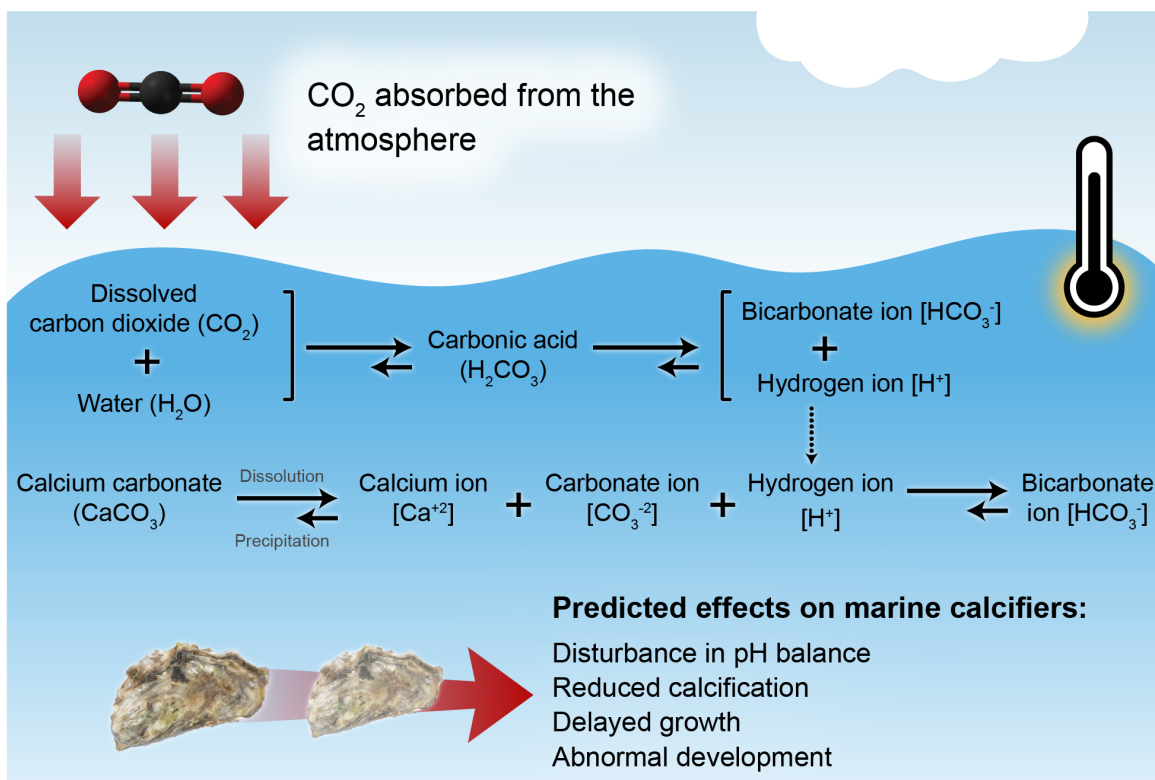 CO₂ absorbed from the
atmosphere
Dissolved
carbon dioxide (CO₂)
+
Water (H₂O)
Carbonic acid
(H₂CO₃)
Bicarbonate ion [HCO₃⁻]
+
Hydrogen ion [H⁺]
Calcium carbonate
(CaCO₃)
Dissolution
Precipitation
Calcium ion
[Ca⁺²]
+
Carbonate ion
[CO₃⁻²]
+
Hydrogen ion
[H⁺]
Bicarbonate
ion [HCO₃⁻]
Predicted effects on marine calcifiers:
Disturbance in pH balance
Reduced calcification
Delayed growth
Abnormal development